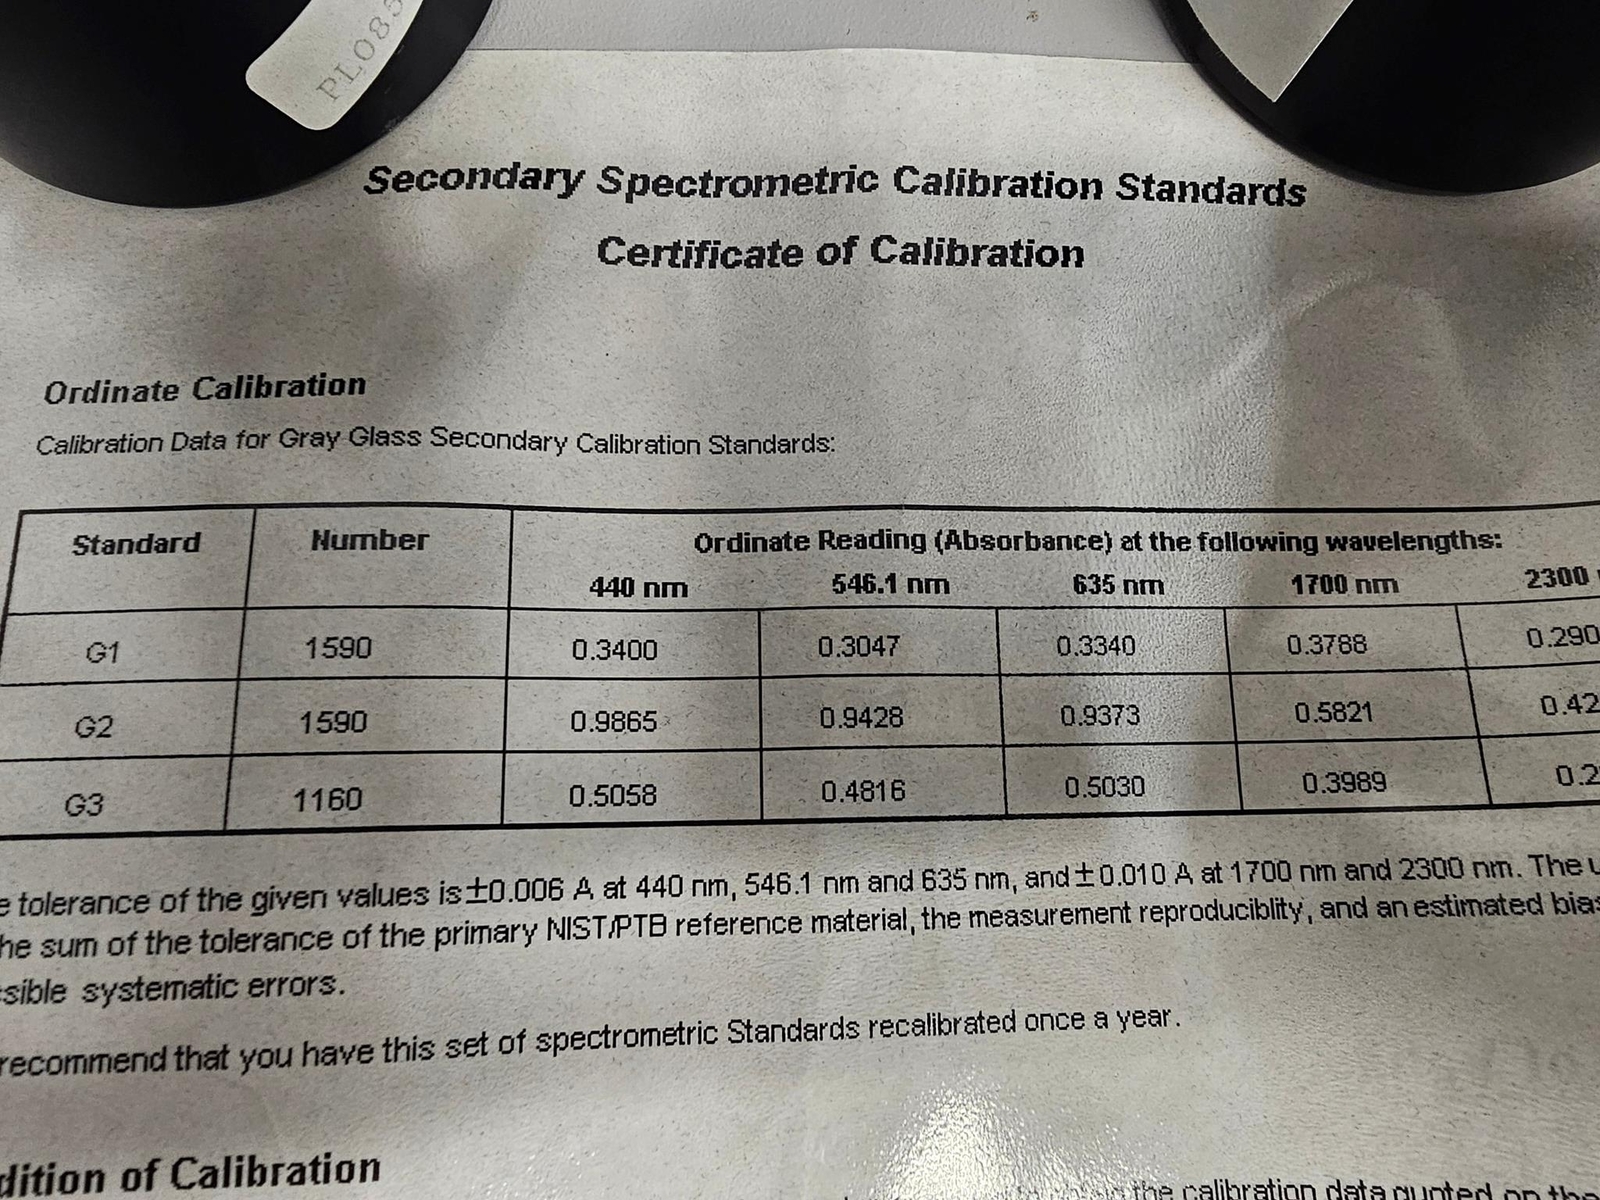 PL085
Secondary Spectrometric Calibration Standards
Certificate of Calibration
Ordinate Calibration
Calibration Data for Gray Glass Secondary Calibration Standards:
Standard Number Ordinate Reading (Absorbance) at the following wavelengths:
440 nm 546.1 nm 635 nm 1700 nm 2300
G1 1590 0.3400 0.3047 0.3340 0.3788 0.290
G2 1590 0.9865 0.9428 0.9373 0.5821 0.42
G3 1160 0.5058 0.4816 0.5030 0.3989 0.2
tolerance of the given values is ±0.006 A at 440 nm, 546.1 nm and 635 nm, and ± 0.010 A at 1700 nm and 2300 nm. The
sum of the tolerance of the primary NIST/PTB reference material, the measurement reproduciblity, and an estimated bias
ssible systematic errors.
recommend that you have this set of spectrometric Standards recalibrated once a year.
dition of Calibration
the calibration data quoted on the